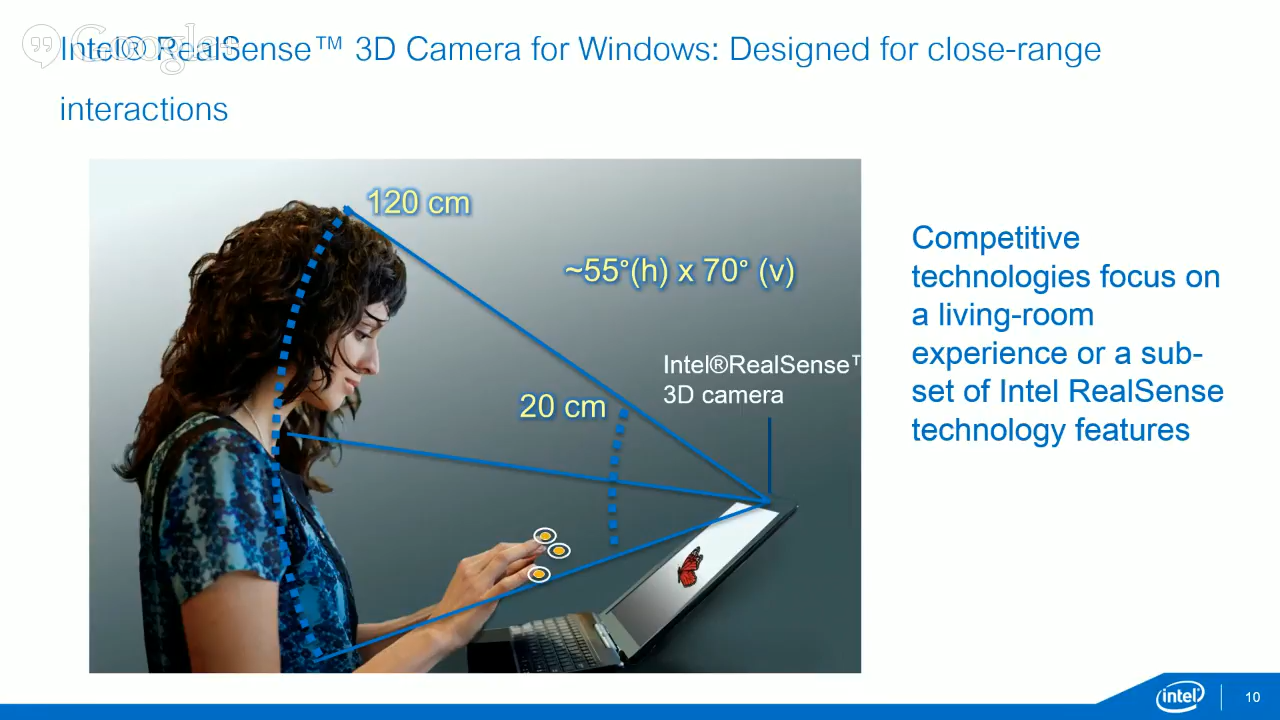 Intel® RealSense™ 3D Camera for Windows: Designed for close-range
interactions
Google+
120 cm
~55°(h) x 70° (v)
Intel®RealSense™
3D camera
20 cm
Competitive
technologies focus on
a living-room
experience or a sub-
set of Intel RealSense
technology features
intel
10